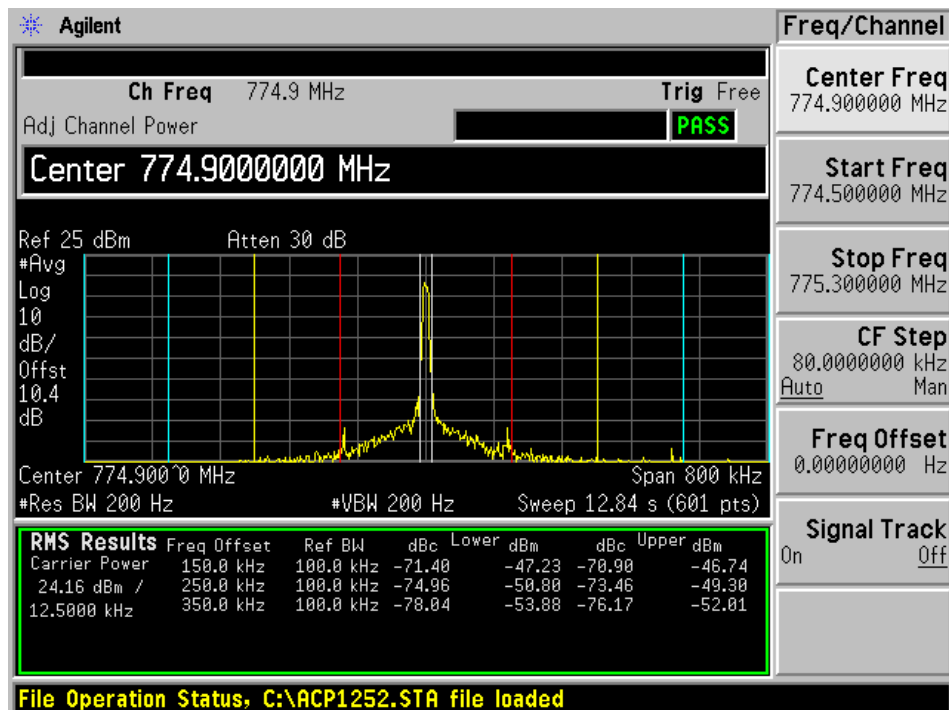 Agilent
Freq/Channel
Ch Freq 774.9 MHz Trig Free
Adj Channel Power PASS
Center 774.9000000 MHz
Ref 25 dBm Atten 30 dB
#Avg
Log
10
dB/
Offst
10.4
dB
Center 774.900 0 MHz Span 800 kHz
#Res BW 200 Hz #VBW 200 Hz Sweep 12.84 s (601 pts)
RMS Results Freq Offset Ref BW dBc Lower dBm dBc Upper dBm
Carrier Power 150.0 kHz 100.0 kHz -71.40 -47.23 -70.90 -46.74
24.16 dBm / 250.0 kHz 100.0 kHz -74.96 -50.80 -73.46 -49.30
12.5000 kHz 350.0 kHz 100.0 kHz -78.04 -53.88 -76.17 -52.01
File Operation Status, C:\ACP1252.STA file loaded
Center Freq
774.900000 MHz
Start Freq
774.500000 MHz
Stop Freq
775.300000 MHz
CF Step
80.0000000 kHz
Auto Man
Freq Offset
0.00000000 Hz
Signal Track
On Off